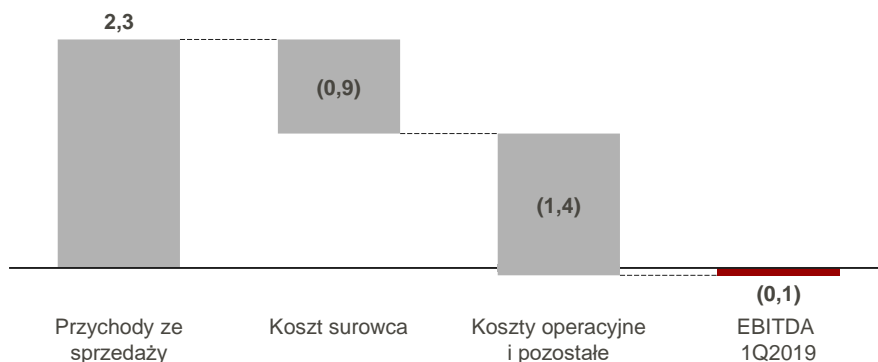 2,3
(0,9)
(1,4)
(0,1)
Przychody ze
sprzedaży
Koszt surowca
Koszty operacyjne
i pozostałe
EBITDA
1Q2019